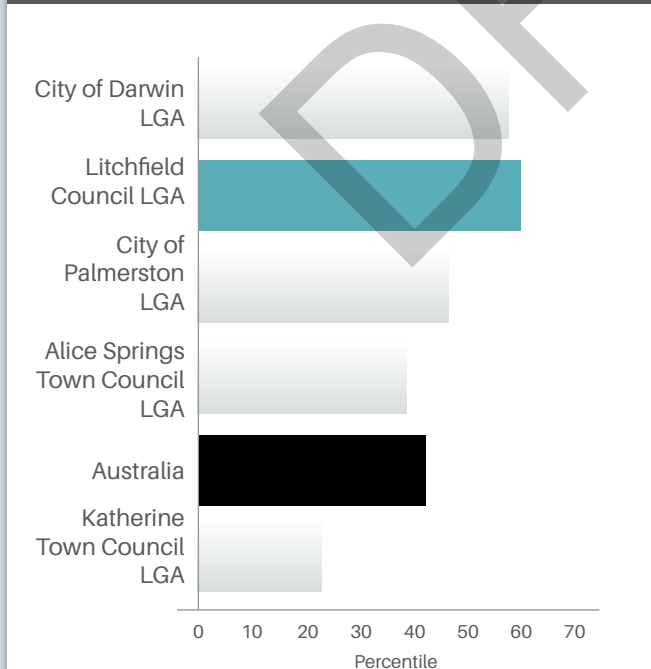 City of Darwin
LGA
Litchfield
Council LGA
City of
Palmerston
LGA
Alice Springs
Town Council
LGA
Australia
Katherine
Town Council
LGA
0 10 20 30 40 50 60 70
Percentile